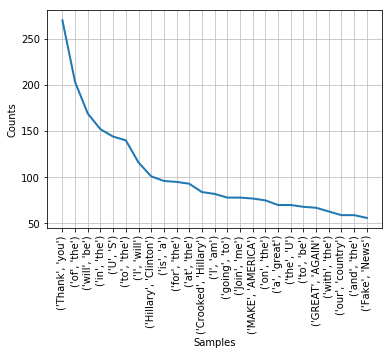 250
200
150
100
50
Counts
('Thank', 'you')
('of', 'the')
('will', 'be')
('in', 'the')
('U', 'S')
('to', 'the')
('I', 'will')
('Hillary', 'Clinton')
('is', 'a')
('for', 'the')
('at', 'the')
('Crooked', 'Hillary')
('I', 'am')
('going', 'to')
('Join', 'me')
('MAKE', 'AMERICA')
('on', 'the')
('a', 'great')
('the', 'U')
('to', 'be')
('GREAT', 'AGAIN')
('with', 'the')
('our', 'country')
('and', 'the')
('Fake', 'News')
Samples